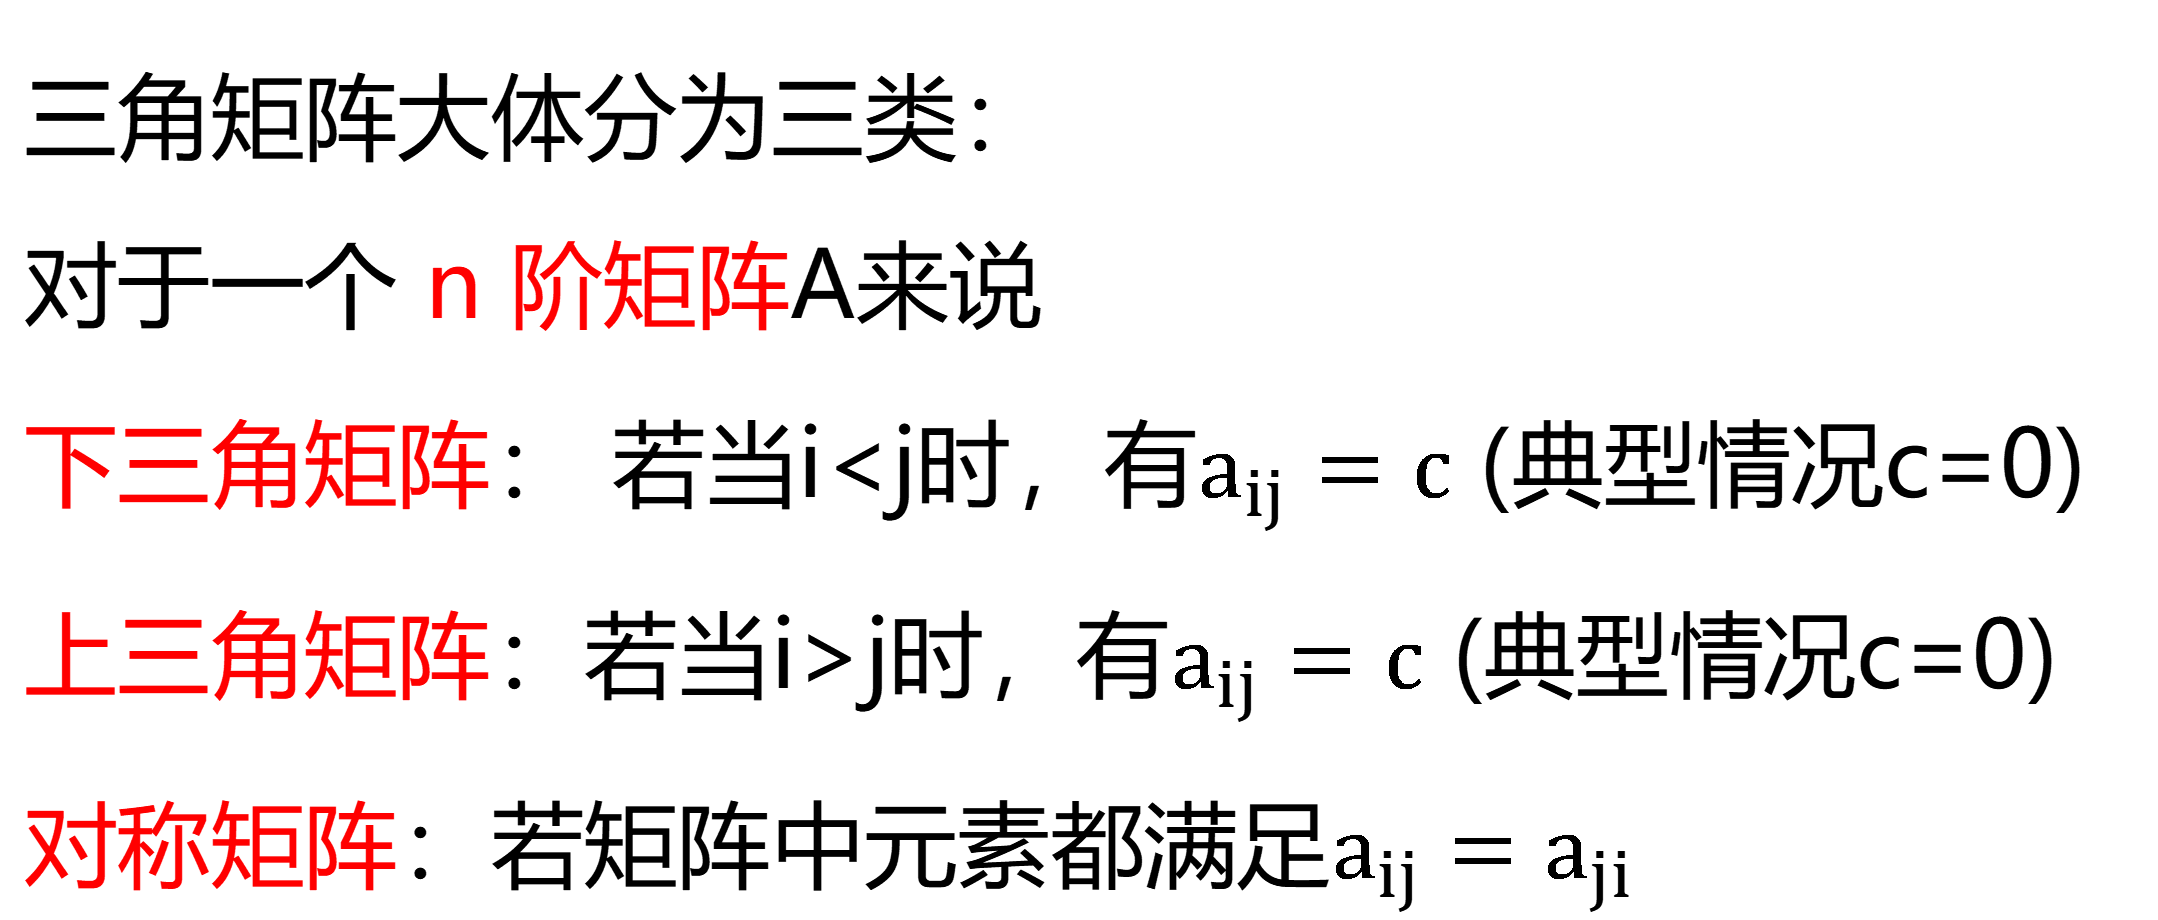 三角矩阵大体分为三类：
对于一个 n 阶矩阵A来说
下三角矩阵： 若当i<j时，有aᵢⱼ = c (典型情况c=0)
上三角矩阵：若当i>j时，有aᵢⱼ = c (典型情况c=0)
对称矩阵：若矩阵中元素都满足aᵢⱼ = aⱼᵢ